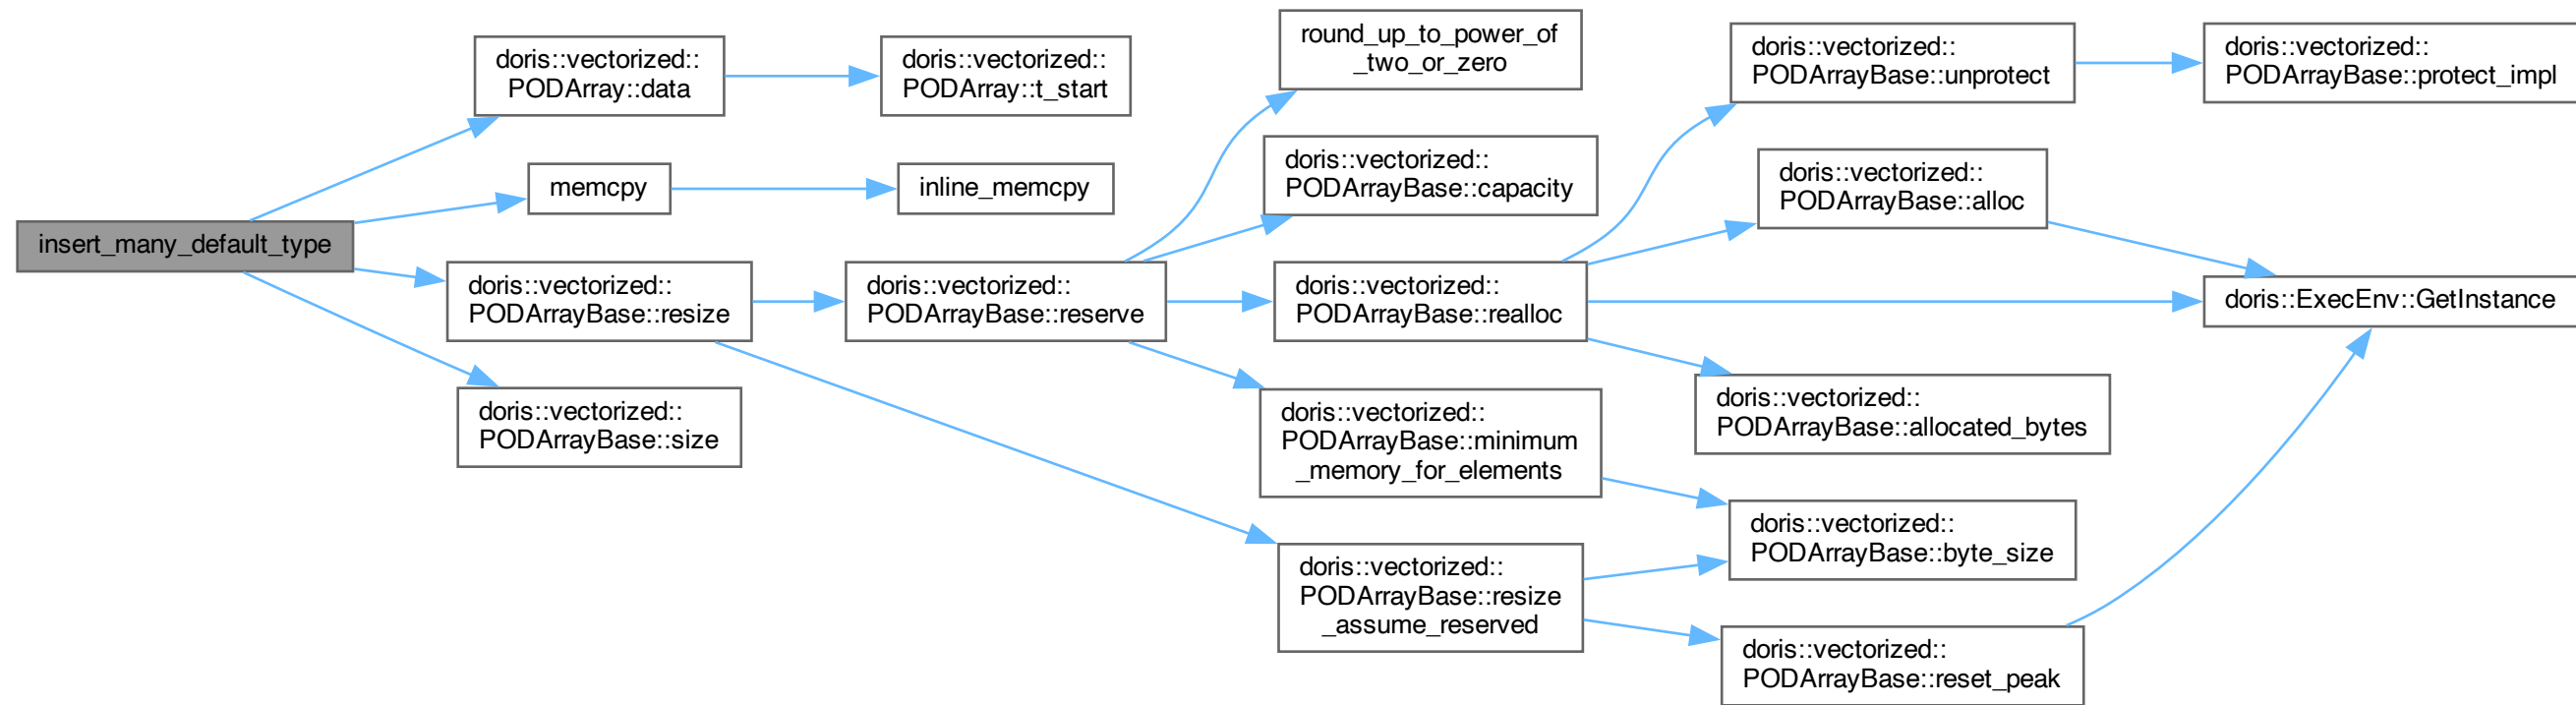 insert_many_default_type
doris::vectorized::
PODArray::data
doris::vectorized::
PODArray::t_start
memcpy
inline_memcpy
doris::vectorized::
PODArrayBase::resize
doris::vectorized::
PODArrayBase::size
doris::vectorized::
PODArrayBase::reserve
round_up_to_power_of
_two_or_zero
doris::vectorized::
PODArrayBase::capacity
doris::vectorized::
PODArrayBase::realloc
doris::vectorized::
PODArrayBase::minimum
_memory_for_elements
doris::vectorized::
PODArrayBase::resize
_assume_reserved
doris::vectorized::
PODArrayBase::unprotect
doris::vectorized::
PODArrayBase::protect_impl
doris::vectorized::
PODArrayBase::alloc
doris::ExecEnv::GetInstance
doris::vectorized::
PODArrayBase::allocated_bytes
doris::vectorized::
PODArrayBase::byte_size
doris::vectorized::
PODArrayBase::reset_peak